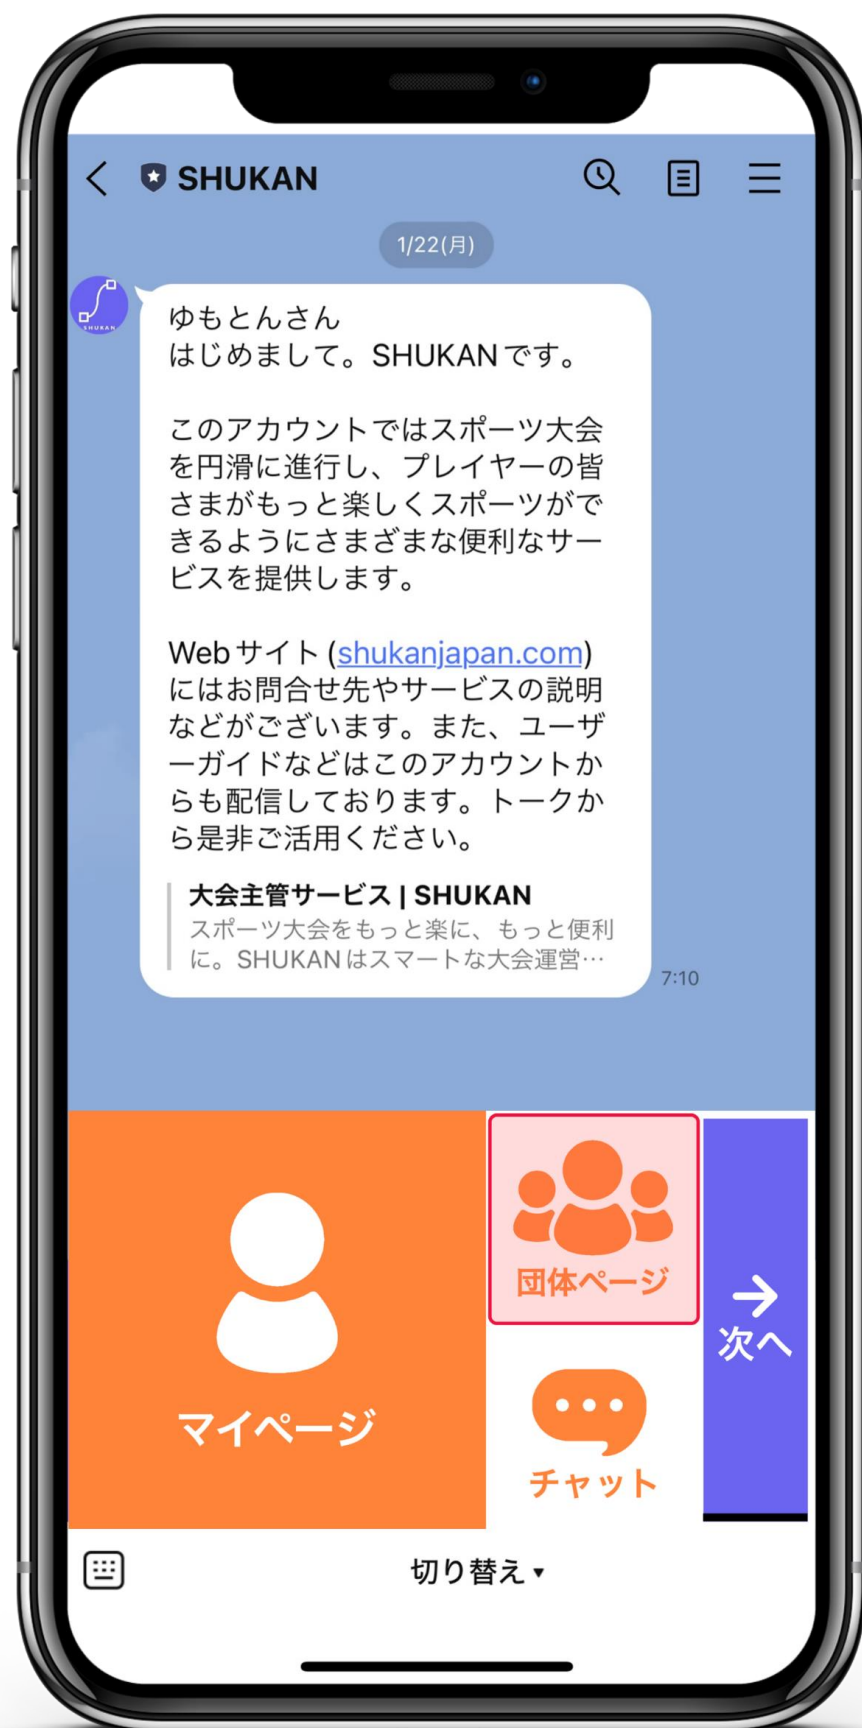 SHUKAN
1/22(月)
SHUKAN
ゆもとんさん
はじめまして。SHUKANです。
このアカウントではスポーツ大会
を円滑に進行し、プレイヤーの皆
さまがもっと楽しくスポーツがで
きるようにさまざまな便利なサー
ビスを提供します。
Webサイト (shukanjapan.com)
にはお問合せ先やサービスの説明
などがございます。また、ユーザ
ーガイドなどはこのアカウントか
らも配信しております。トークか
ら是非ご活用ください。
大会主管サービス | SHUKAN
スポーツ大会をもっと楽に、もっと便利
に。SHUKANはスマートな大会運営…
7:10
マイページ
団体ページ
チャット
次へ
切り替え